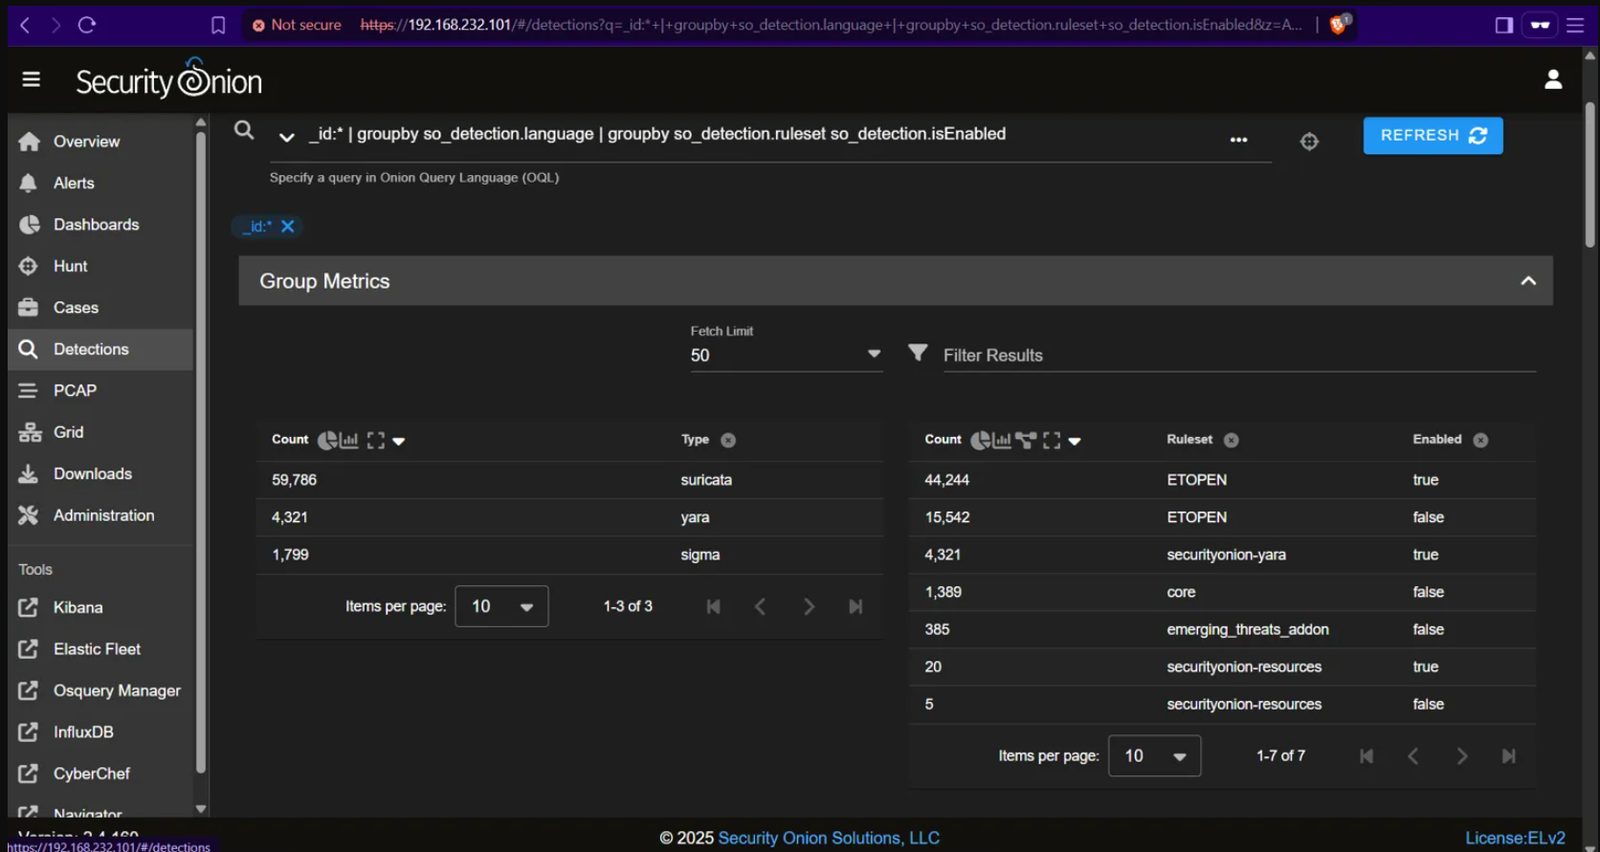 Not secure https://192.168.232.101/#/detections?q=_id:*+|+groupby+so_detection.language+|+groupby+so_detection.ruleset+so_detection.isEnabled&z=A... 1
Security Onion
Overview
Alerts
Dashboards
Hunt
Cases
Detections
PCAP
Grid
Downloads
Administration
Tools
Kibana
Elastic Fleet
Osquery Manager
InfluxDB
CyberChef
Navigator
Version: 2.4.160
https://192.168.232.101/#/detections
_id:* | groupby so_detection.language | groupby so_detection.ruleset so_detection.isEnabled
REFRESH
Specify a query in Onion Query Language (OQL)
_id:*
Group Metrics
Fetch Limit
50
Filter Results
Count Type
59,786 suricata
4,321 yara
1,799 sigma
Items per page: 10 1-3 of 3
Count Ruleset Enabled
44,244 ETOPEN true
15,542 ETOPEN false
4,321 securityonion-yara true
1,389 core false
385 emerging_threats_addon false
20 securityonion-resources true
5 securityonion-resources false
Items per page: 10 1-7 of 7
© 2025 Security Onion Solutions, LLC
License:ELv2